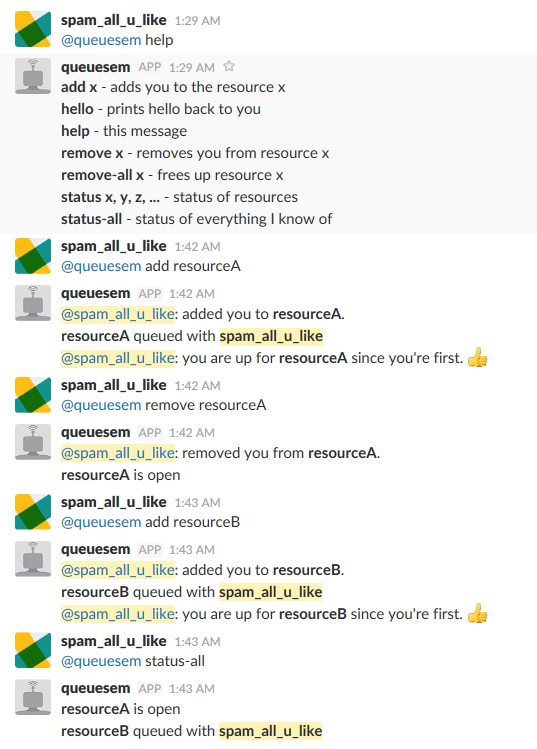 spam_all_u_like 1:29 AM
@queuesem help
queuesem APP 1:29 AM
add x - adds you to the resource x
hello - prints hello back to you
help - this message
remove x - removes you from resource x
remove-all x - frees up resource x
status x, y, z, ... - status of resources
status-all - status of everything I know of
spam_all_u_like 1:42 AM
@queuesem add resourceA
queuesem APP 1:42 AM
@spam_all_u_like: added you to resourceA.
resourceA queued with spam_all_u_like
@spam_all_u_like: you are up for resourceA since you're first. 👍
spam_all_u_like 1:42 AM
@queuesem remove resourceA
queuesem APP 1:42 AM
@spam_all_u_like: removed you from resourceA.
resourceA is open
spam_all_u_like 1:43 AM
@queuesem add resourceB
queuesem APP 1:43 AM
@spam_all_u_like: added you to resourceB.
resourceB queued with spam_all_u_like
@spam_all_u_like: you are up for resourceB since you're first. 👍
spam_all_u_like 1:43 AM
@queuesem status-all
queuesem APP 1:43 AM
resourceA is open
resourceB queued with spam_all_u_like